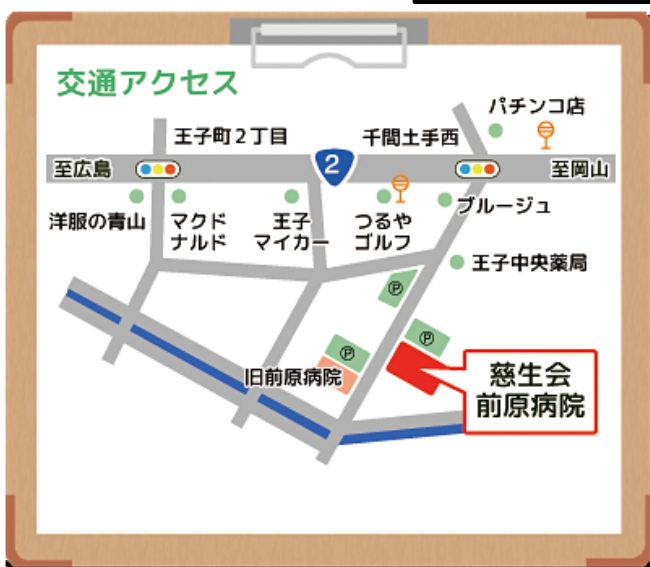 交通アクセス
パチンコ店
王子町2丁目
千間土手西
2
至広島
至岡山
洋服の青山
マクド
ナルド
王子
マイカー
つるや
ゴルフ
ブルージュ
王子中央薬局
P
P
P
旧前原病院
慈生会
前原病院